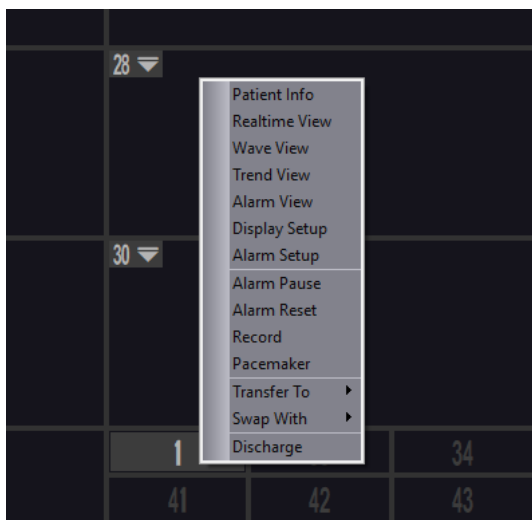 28
Patient Info
Realtime View
Wave View
Trend View
Alarm View
Display Setup
30
Alarm Setup
Alarm Pause
Alarm Reset
Record
Pacemaker
Transfer To
Swap With
Discharge
1 34
41 42 43